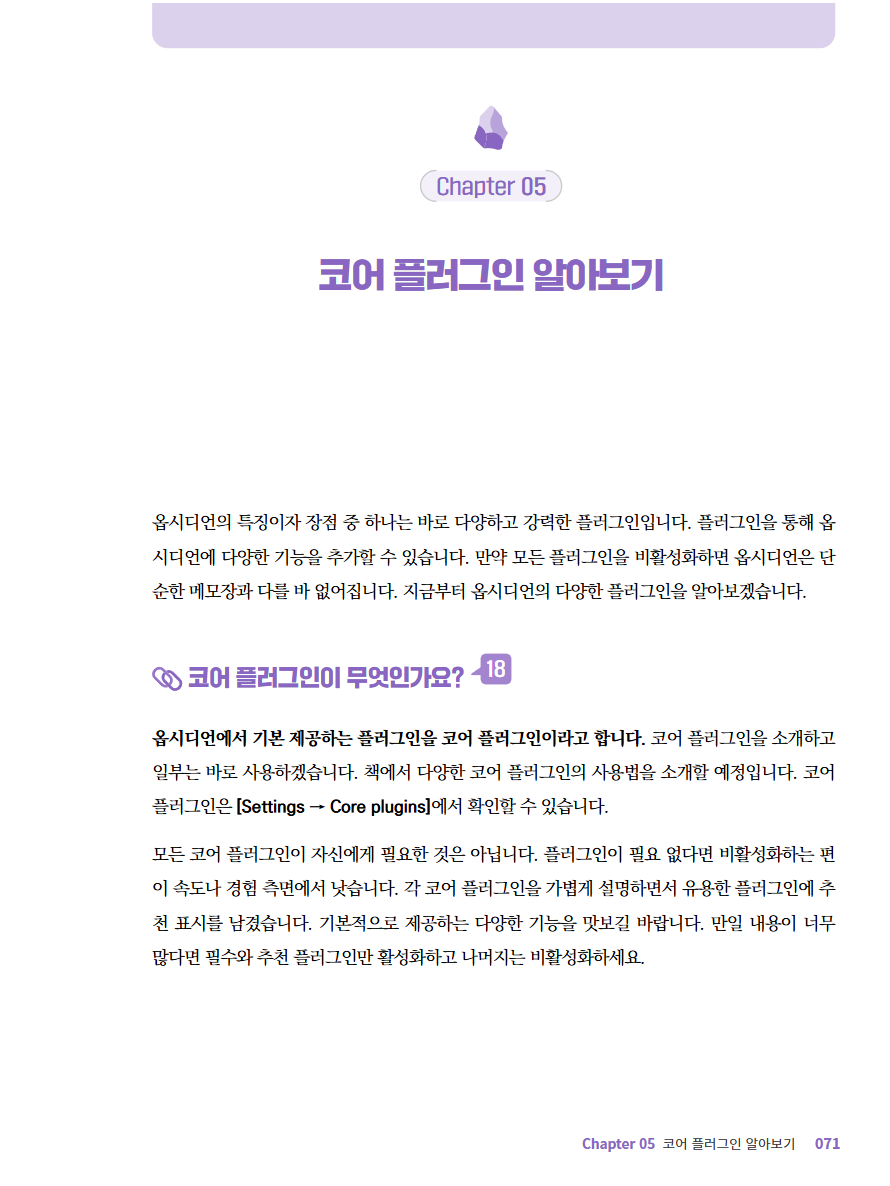 Chapter 05
코어 플러그인 알아보기
옵시디언의 특징이자 장점 중 하나는 바로 다양하고 강력한 플러그인입니다. 플러그인을 통해 옵
시디언에 다양한 기능을 추가할 수 있습니다. 만약 모든 플러그인을 비활성화하면 옵시디언은 단
순한 메모장과 다를 바 없어집니다. 지금부터 옵시디언의 다양한 플러그인을 알아보겠습니다.
코어 플러그인이 무엇인가요? 18
옵시디언에서 기본 제공하는 플러그인을 코어 플러그인이라고 합니다. 코어 플러그인을 소개하고
일부는 바로 사용하겠습니다. 책에서 다양한 코어 플러그인의 사용법을 소개할 예정입니다. 코어
플러그인은 [Settings → Core plugins]에서 확인할 수 있습니다.
모든 코어 플러그인이 자신에게 필요한 것은 아닙니다. 플러그인이 필요 없다면 비활성화하는 편
이 속도나 경험 측면에서 낫습니다. 각 코어 플러그인을 가볍게 설명하면서 유용한 플러그인에 추
천 표시를 남겼습니다. 기본적으로 제공하는 다양한 기능을 맛보길 바랍니다. 만일 내용이 너무
많다면 필수와 추천 플러그인만 활성화하고 나머지는 비활성화하세요.
Chapter 05 코어 플러그인 알아보기 071